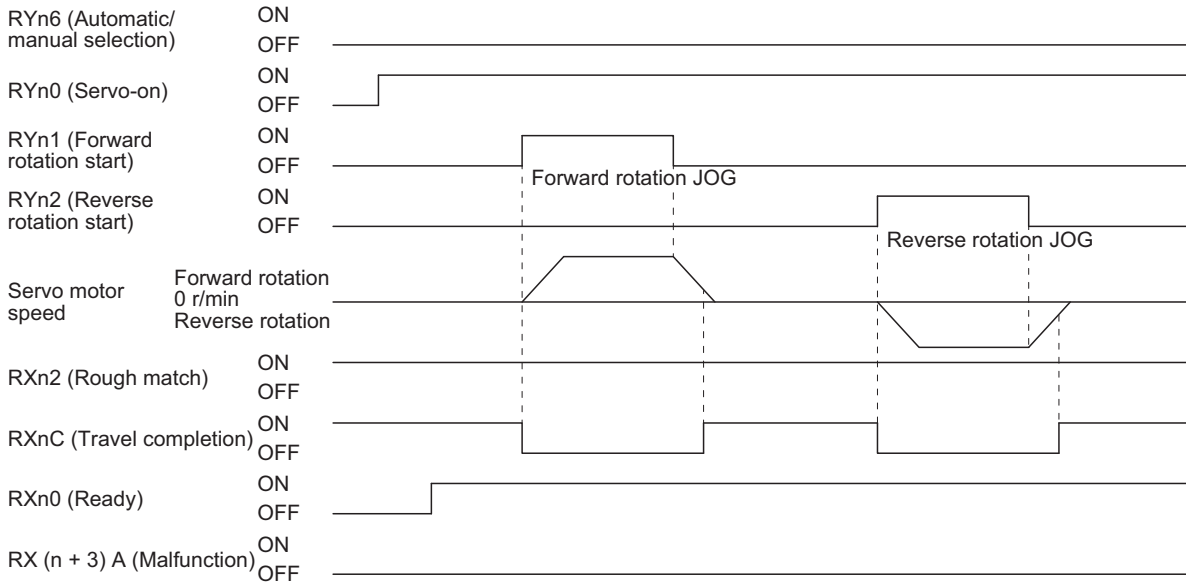 RYn6 (Automatic/
manual selection)
ON
OFF
RYn0 (Servo-on)
ON
OFF
RYn1 (Forward
rotation start)
ON
OFF
Forward rotation JOG
RYn2 (Reverse
rotation start)
ON
OFF
Reverse rotation JOG
Servo motor
speed
Forward rotation
0 r/min
Reverse rotation
RXn2 (Rough match)
ON
OFF
RXnC (Travel completion)
ON
OFF
RXn0 (Ready)
ON
OFF
RX (n + 3) A (Malfunction)
ON
OFF